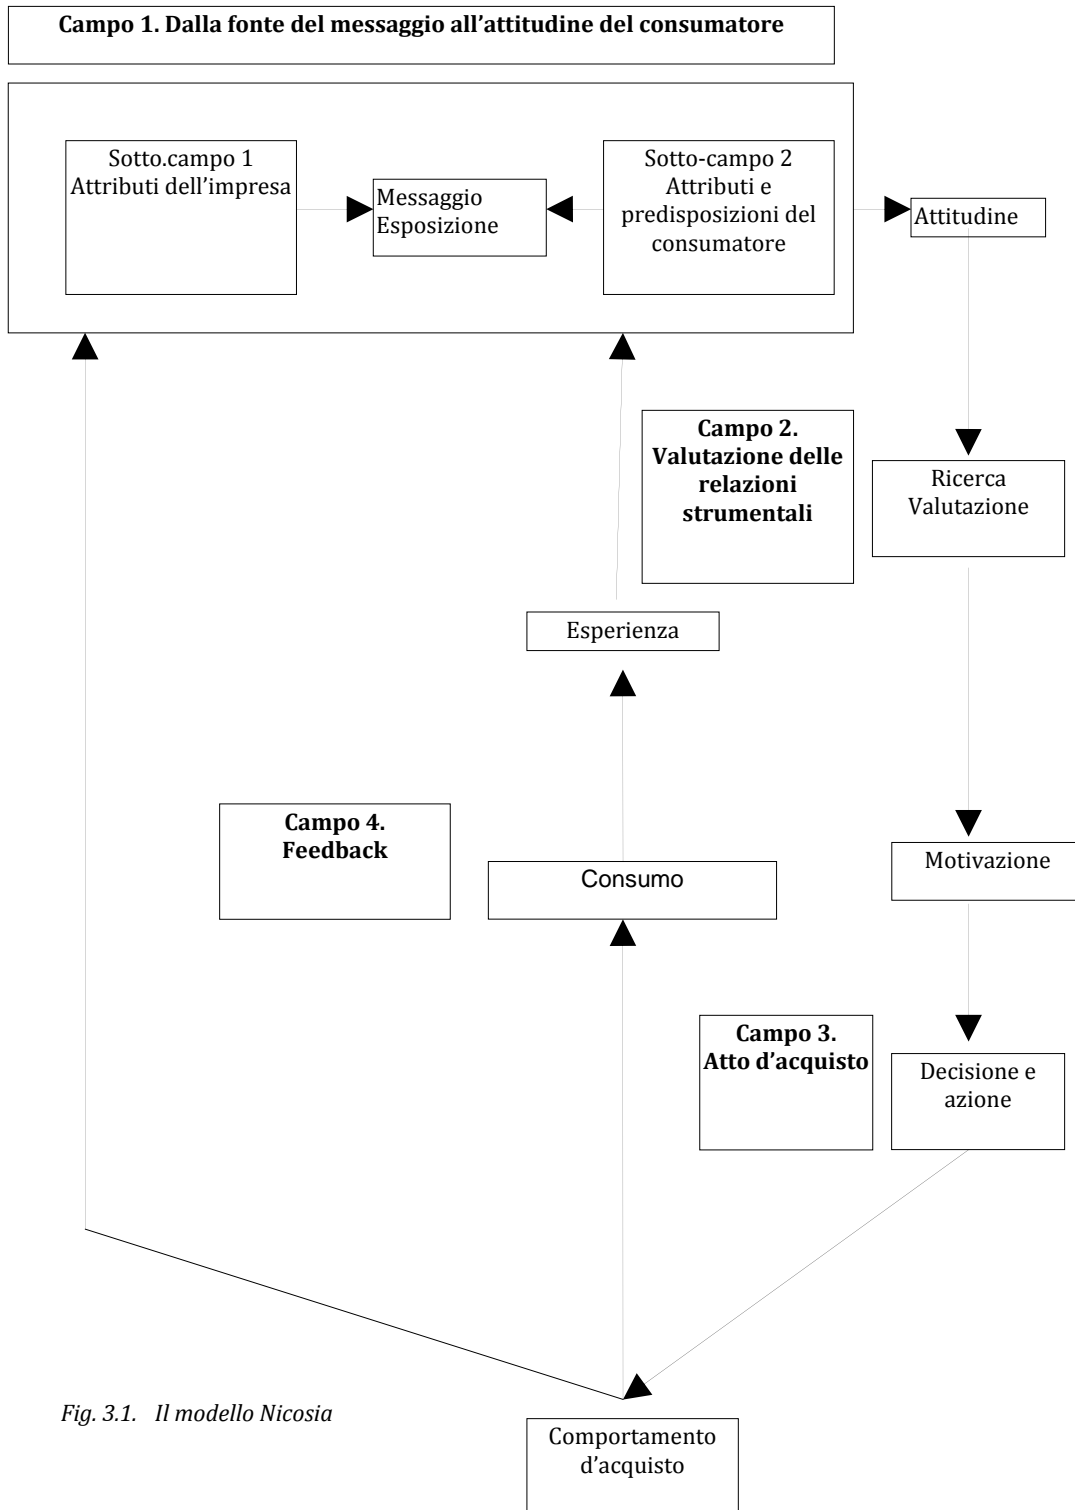 Campo 1. Dalla fonte del messaggio all’attitudine del consumatore
Sotto.campo 1
Attributi dell’impresa
Messaggio
Esposizione
Sotto-campo 2
Attributi e
predisposizioni del
consumatore
Attitudine
Campo 2.
Valutazione delle
relazioni
strumentali
Ricerca
Valutazione
Esperienza
Campo 4.
Feedback
Consumo
Motivazione
Campo 3.
Atto d’acquisto
Decisione e
azione
Fig. 3.1. Il modello Nicosia
Comportamento
d’acquisto